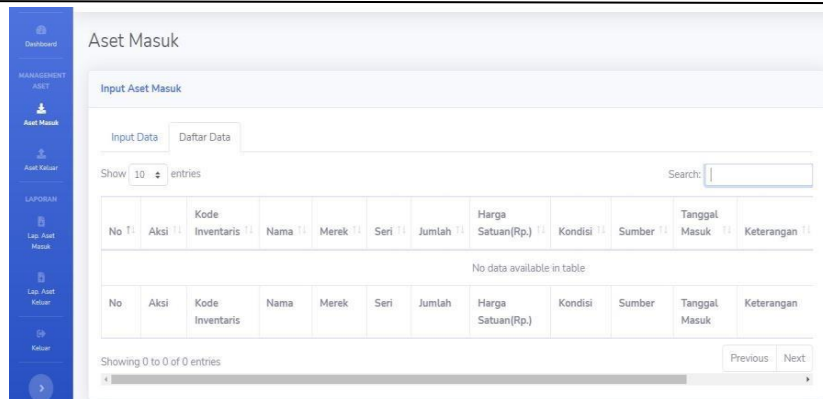 Dashboard
MANAGEMENT
ASET
Aset Masuk
Aset Keluar
LAPORAN
Lap. Aset
Masuk
Lap. Aset
Keluar
Keluar
Aset Masuk
Input Aset Masuk
Input Data Daftar Data
Show 10 entries Search:
No Aksi Kode Inventaris Nama Merek Seri Jumlah Harga Satuan(Rp.) Kondisi Sumber Tanggal Masuk Keterangan
No data available in table
No Aksi Kode Inventaris Nama Merek Seri Jumlah Harga Satuan(Rp.) Kondisi Sumber Tanggal Masuk Keterangan
Showing 0 to 0 of 0 entries Previous Next